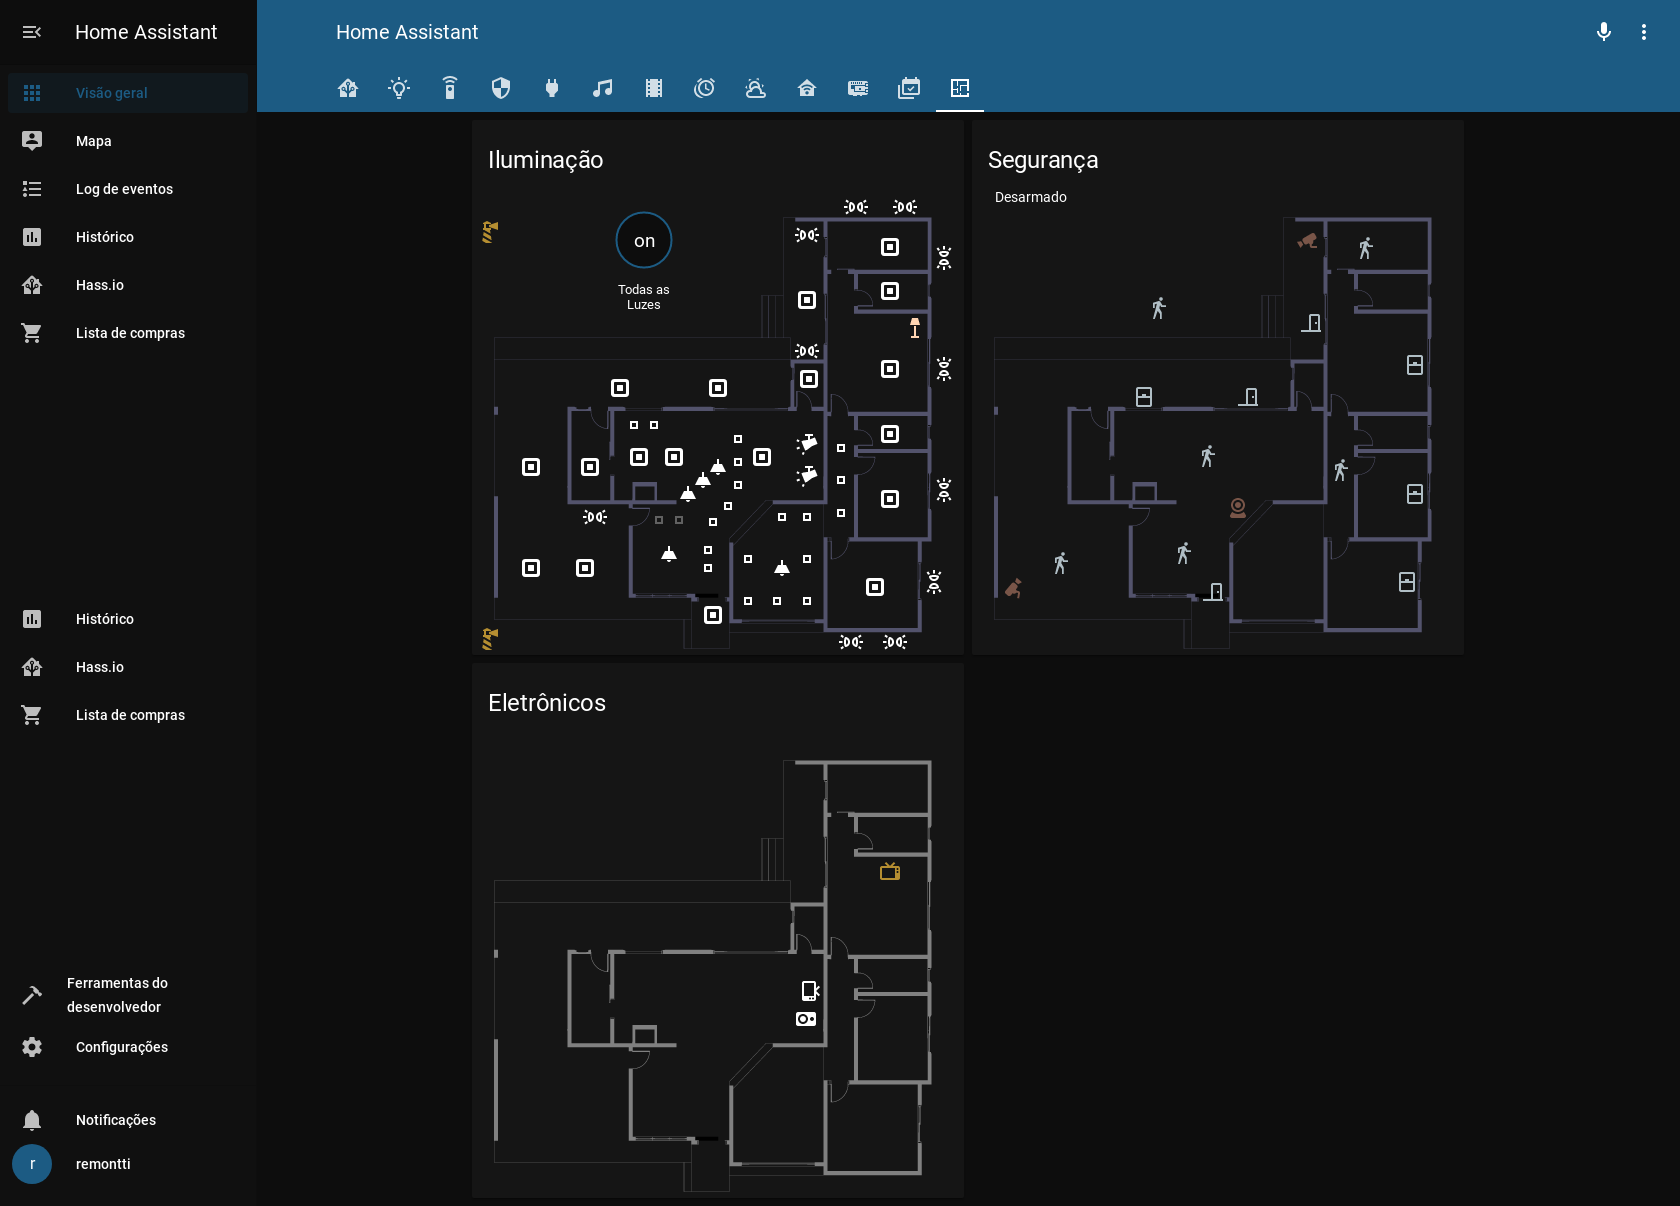 Home Assistant
Visão geral
Mapa
Log de eventos
Histórico
Hass.io
Lista de compras
Histórico
Hass.io
Lista de compras
Ferramentas do
desenvolvedor
Configurações
Notificações
r
remontti
Home Assistant
Iluminação
on
Todas as
Luzes
Segurança
Desarmado
Eletrônicos